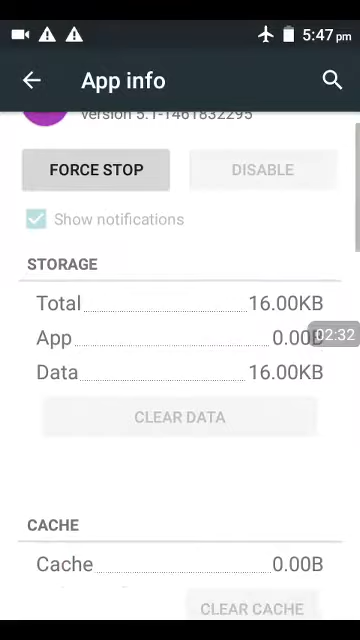 5:47 pm
App info
version 5.1-1461832295
FORCE STOP
DISABLE
Show notifications
STORAGE
Total 16.00KB
App 0.00B
02:32
Data 16.00KB
CLEAR DATA
CACHE
Cache 0.00B
CLEAR CACHE